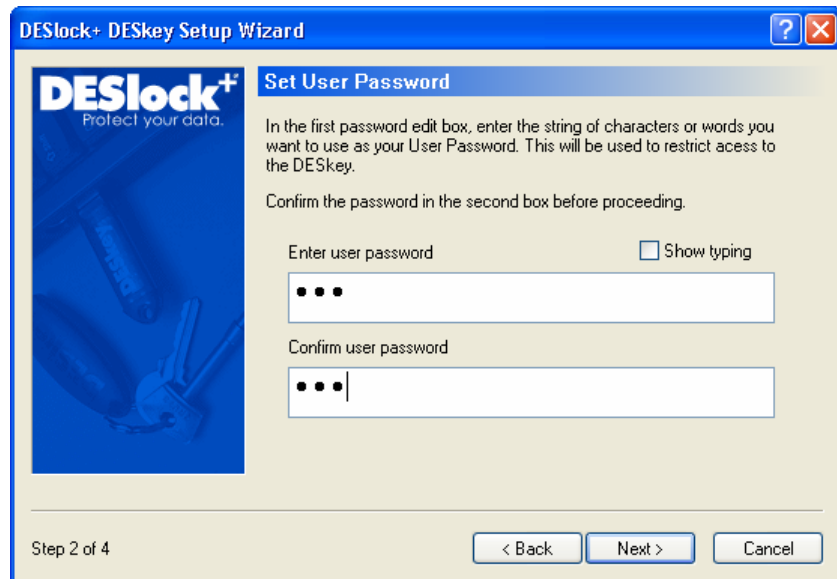 DESlock+ DESkey Setup Wizard
DESlock+
Protect your data.
Set User Password
In the first password edit box, enter the string of characters or words you
want to use as your User Password. This will be used to restrict acess to
the DESkey.
Confirm the password in the second box before proceeding.
Enter user password
Show typing
Confirm user password
DESkey
Step 2 of 4
< Back
Next >
Cancel